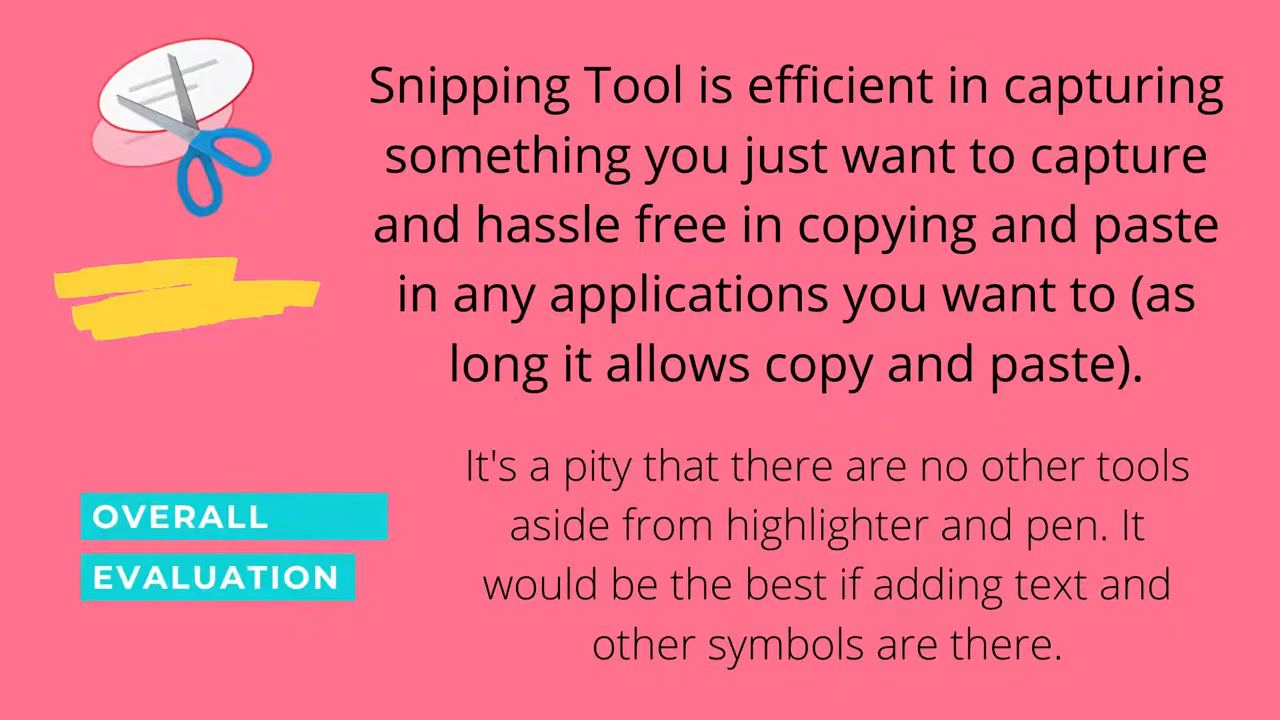 Snipping Tool is efficient in capturing
something you just want to capture
and hassle free in copying and paste
in any applications you want to (as
long it allows copy and paste).
OVERALL
EVALUATION
It's a pity that there are no other tools
aside from highlighter and pen. It
would be the best if adding text and
other symbols are there.